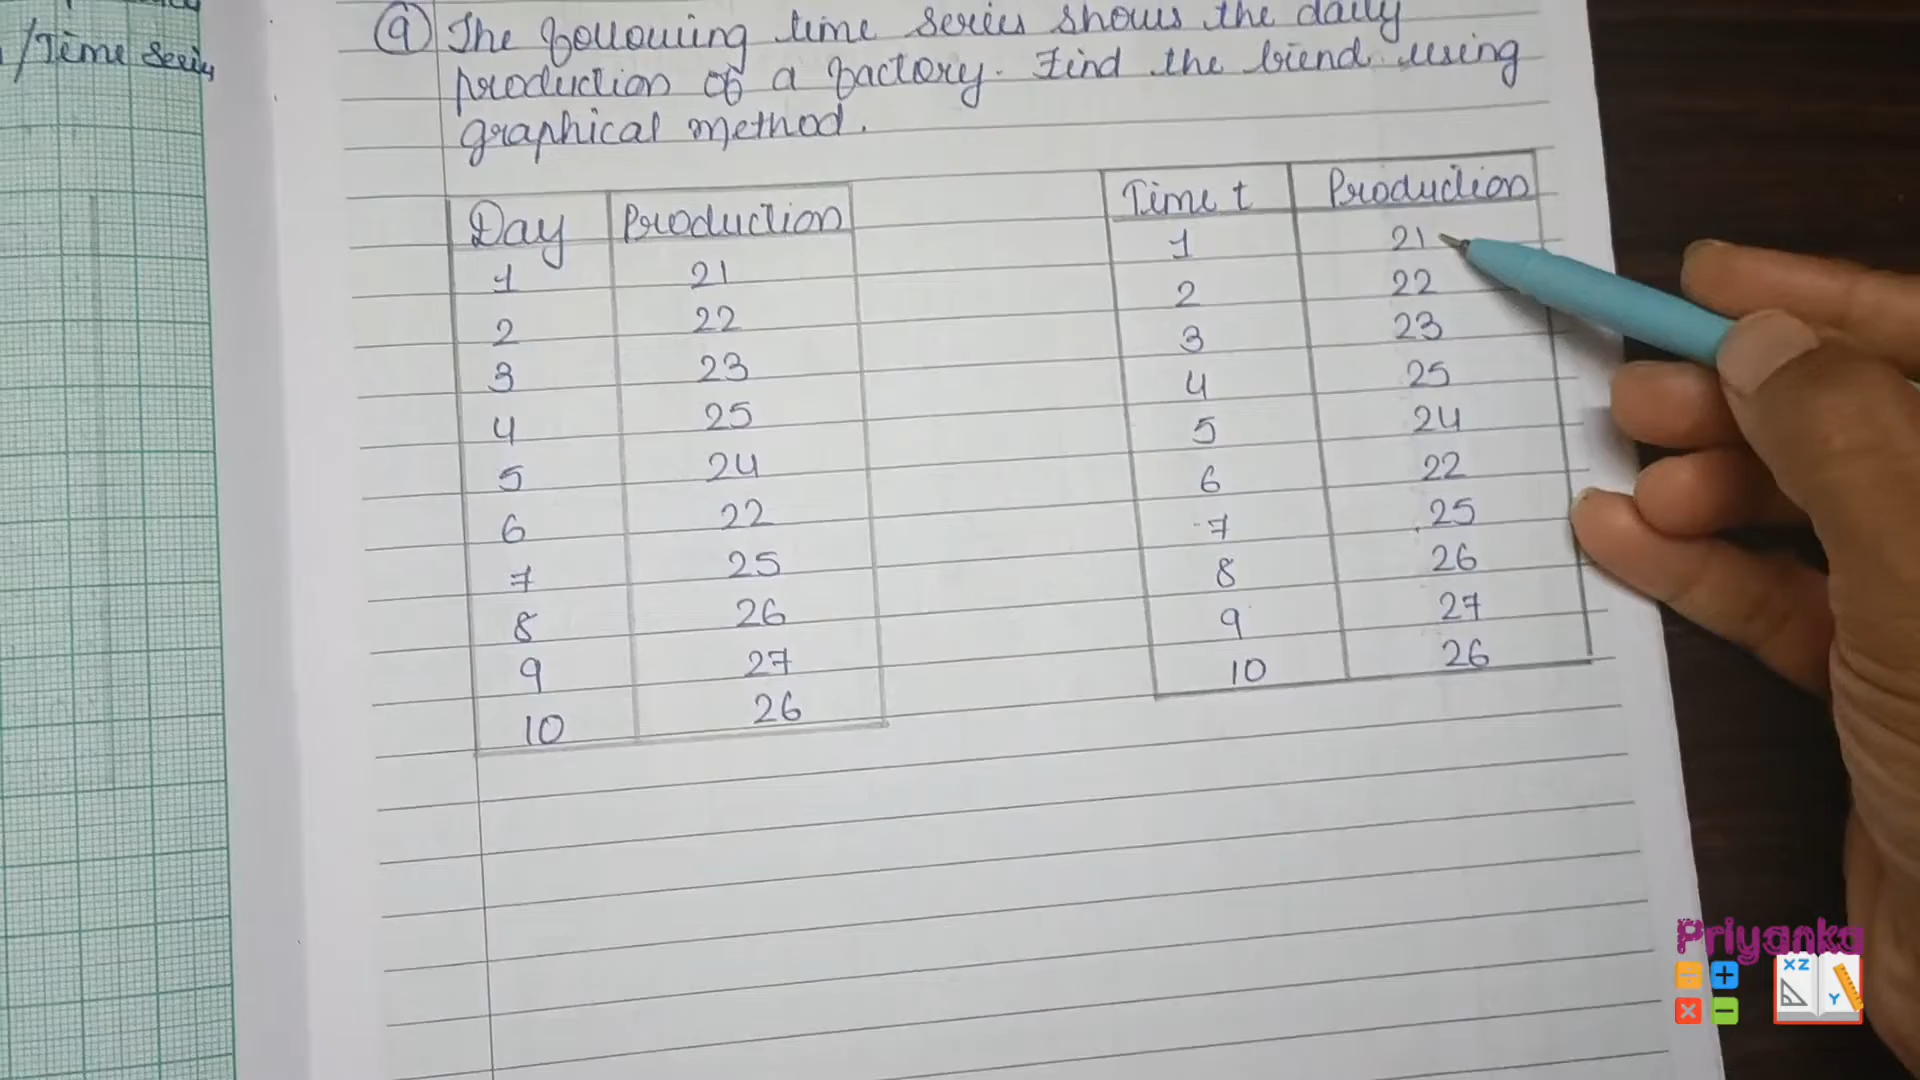 /Time Series
(9) The following time series shows the daily
production of a factory. Find the trend using
graphical method.
Day Production
1 21
2 22
3 23
4 25
5 24
6 22
7 25
8 26
9 27
10 26
Time t Production
1 21
2 22
3 23
4 25
5 24
6 22
7 25
8 26
9 27
10 26
Priyanka
XZ
Y